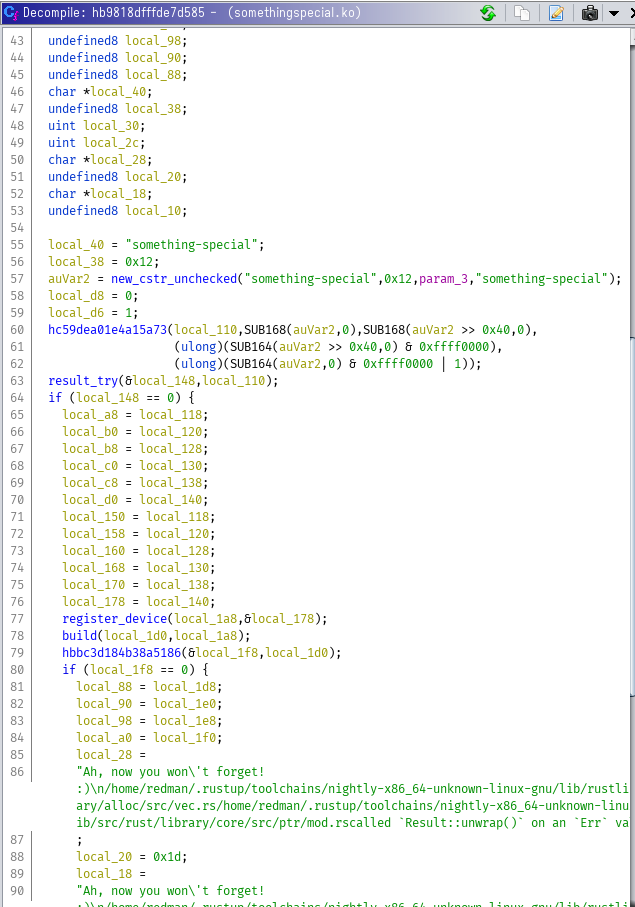 Decompile: hb9818dfffde7d585 - (somethingspecial.ko)
43 undefined8 local_98;
44 undefined8 local_90;
45 undefined8 local_88;
46 char *local_40;
47 undefined8 local_38;
48 uint local_30;
49 uint local_2c;
50 char *local_28;
51 undefined8 local_20;
52 char *local_18;
53 undefined8 local_10;
54
55 local_40 = "something-special";
56 local_38 = 0x12;
57 auVar2 = new_cstr_unchecked("something-special",0x12,param_3,"something-special");
58 local_d8 = 0;
59 local_d6 = 1;
60 hc59dea01e4a15a73(local_110,SUB168(auVar2,0),SUB168(auVar2 >> 0x40,0),
61 (ulong)(SUB164(auVar2 >> 0x40,0) & 0xffff0000),
62 (ulong)(SUB164(auVar2,0) & 0xffff0000 | 1));
63 result_try(&local_148,local_110);
64 if (local_148 == 0) {
65 local_a8 = local_118;
66 local_b0 = local_120;
67 local_b8 = local_128;
68 local_c0 = local_130;
69 local_c8 = local_138;
70 local_d0 = local_140;
71 local_150 = local_118;
72 local_158 = local_120;
73 local_160 = local_128;
74 local_168 = local_130;
75 local_170 = local_138;
76 local_178 = local_140;
77 register_device(local_1a8,&local_178);
78 build(local_1d0,local_1a8);
79 hbbc3d184b38a5186(&local_1f8,local_1d0);
80 if (local_1f8 == 0) {
81 local_88 = local_1d8;
82 local_90 = local_1e0;
83 local_98 = local_1e8;
84 local_a0 = local_1f0;
85 local_28 =
86 "Ah, now you won\'t forget!
:)\n/home/redman/.rustup/toolchains/nightly-x86_64-unknown-linux-gnu/lib/rustli
ary/alloc/src/vec.rs/home/redman/.rustup/toolchains/nightly-x86_64-unknown-linu
ib/src/rust/library/core/src/ptr/mod.rscalled `Result::unwrap()` on an `Err` va
87 ;
88 local_20 = 0x1d;
89 local_18 =
90 "Ah, now you won\'t forget!